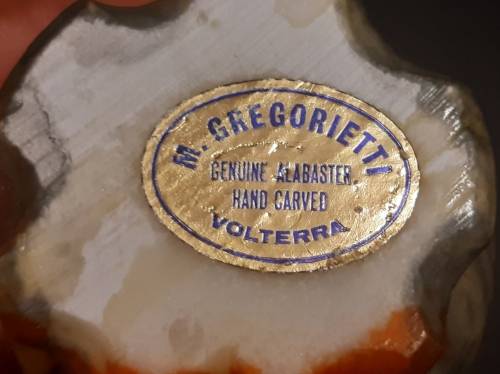 M. GREGORIETTI
GENUINE ALABASTER
HAND CARVED
VOLTERRA